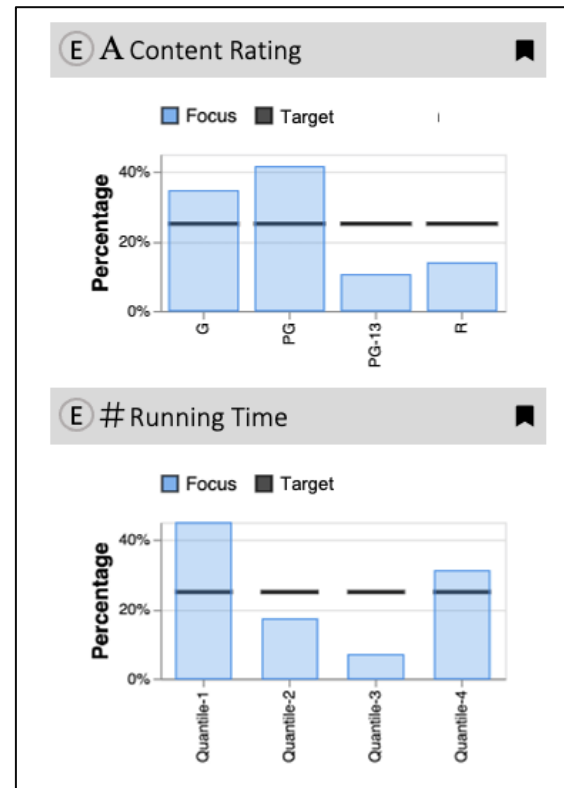 E A Content Rating
Focus Target
Percentage
40%
20%
0%
G PG PG-13 R
E # Running Time
Focus Target
Percentage
40%
20%
0%
Quantile-1 Quantile-2 Quantile-3 Quantile-4